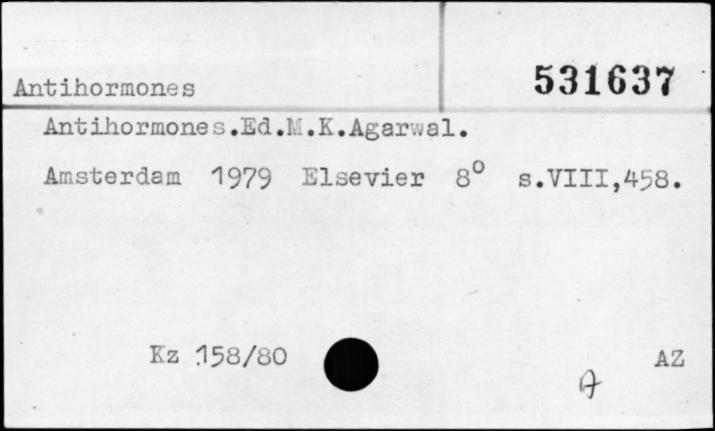 Antihormones 531637
Antihormones.Ed.M.K.Agarwal.
Amsterdam 1979 Elsevier 8° s.VIII,458.
Kz 158/80
AZ